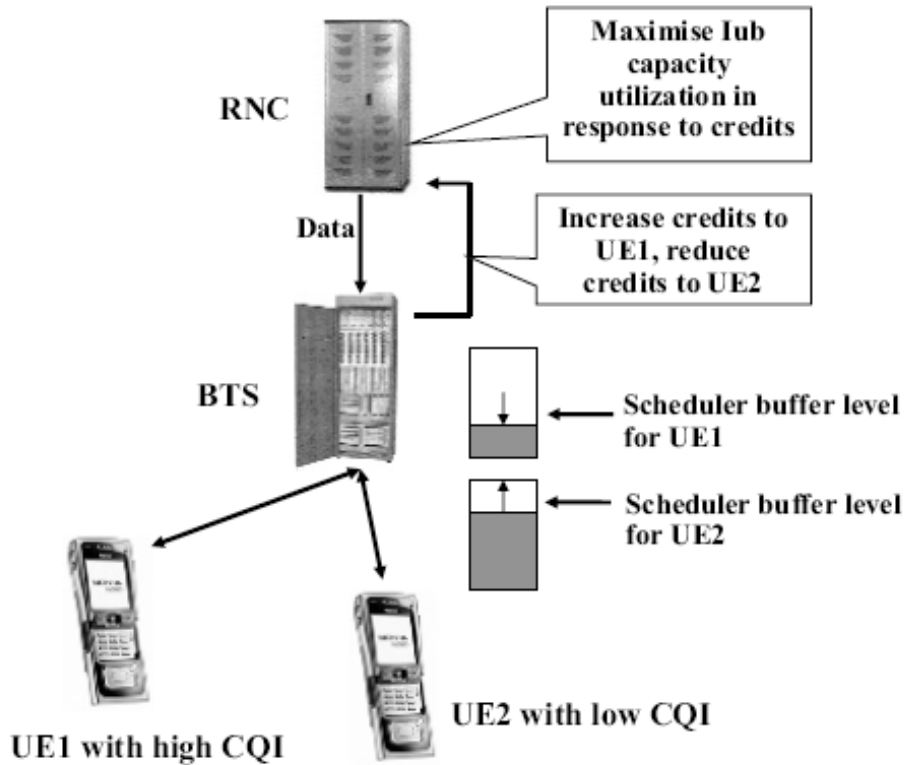 Maximise Iub
capacity
utilization in
response to credits
RNC
Data
Increase credits to
UE1, reduce
credits to UE2
BTS
Scheduler buffer level
for UE1
Scheduler buffer level
for UE2
UE2 with low CQI
UE1 with high CQI